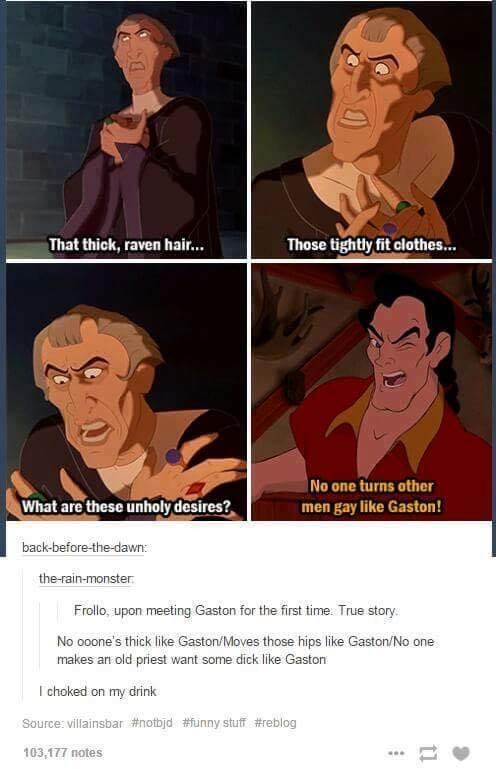 That thick, raven hair...
Those tightly fit clothes...
What are these unholy desires?
No one turns other
men gay like Gaston!
back-before-the-dawn:
the-rain-monster:
Frollo, upon meeting Gaston for the first time. True story.
No ooone's thick like Gaston/Moves those hips like Gaston/No one
makes an old priest want some dick like Gaston
I choked on my drink
Source: villainsbar #notbjd #funny stuff #reblog
103,177 notes